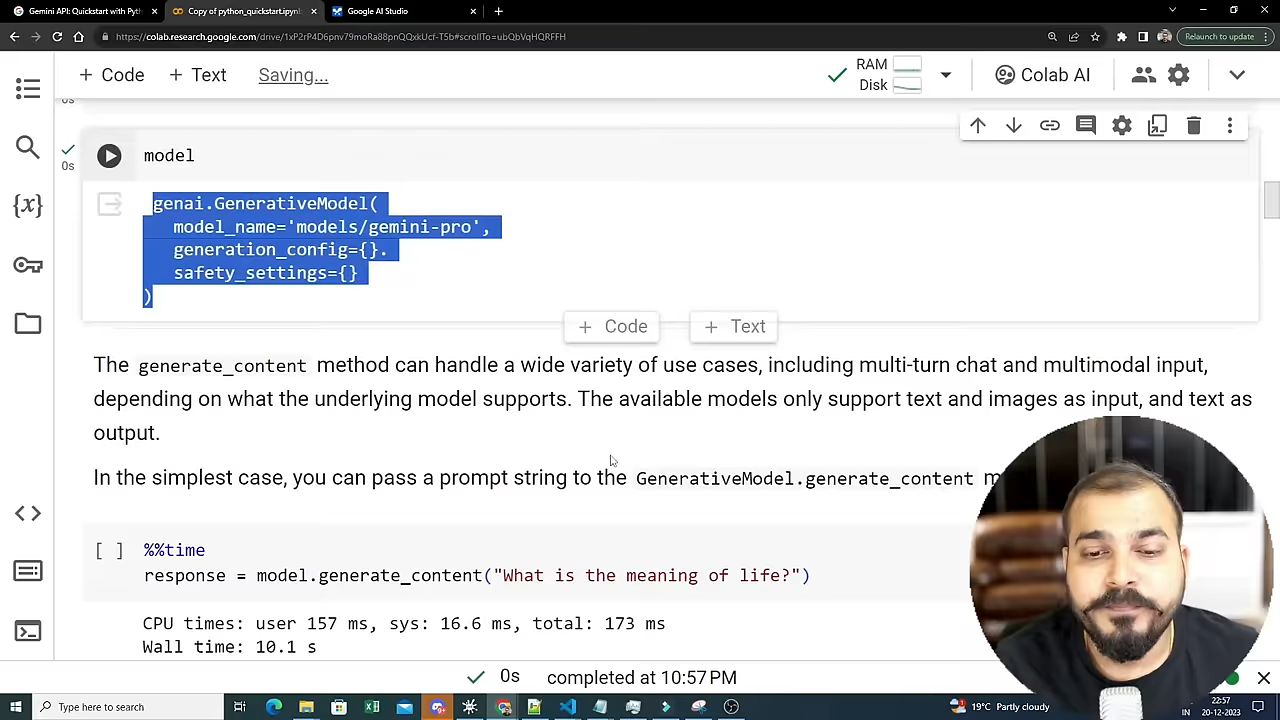 Gemini API: Quickstart with Pyth
Copy of python_quickstart.ipynb
Google AI Studio
https://colab.research.google.com/drive/1xP2rP4D6pnv79moRa88pnQQxkUcf-T5b#scrollTo=ubQbVqHQRFFH
Relaunch to update
+ Code
+ Text
Saving...
RAM
Disk
Colab AI
0s
0s
model
genai.GenerativeModel(
model_name='models/gemini-pro',
generation_config={}.
safety_settings={}
)
+ Code
+ Text
The generate_content method can handle a wide variety of use cases, including multi-turn chat and multimodal input,
depending on what the underlying model supports. The available models only support text and images as input, and text as
output.
In the simplest case, you can pass a prompt string to the GenerativeModel.generate_content m
[ ] %%time
response = model.generate_content("What is the meaning of life?")
CPU times: user 157 ms, sys: 16.6 ms, total: 173 ms
Wall time: 10.1 s
0s completed at 10:57 PM
Type here to search
19°C Partly cloudy
IN
22:57
20-12-2023